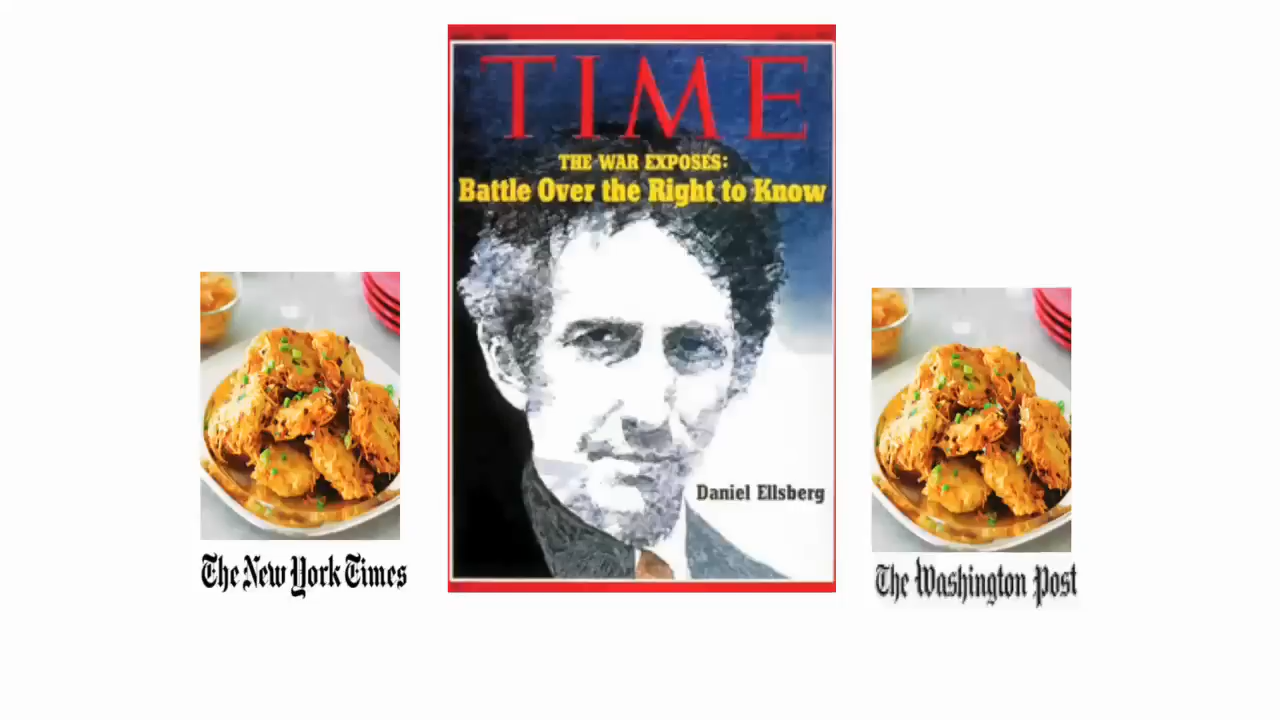 TIME
THE WAR EXPOSES:
Battle Over the Right to Know
Daniel Ellsberg
The New York Times
The Washington Post